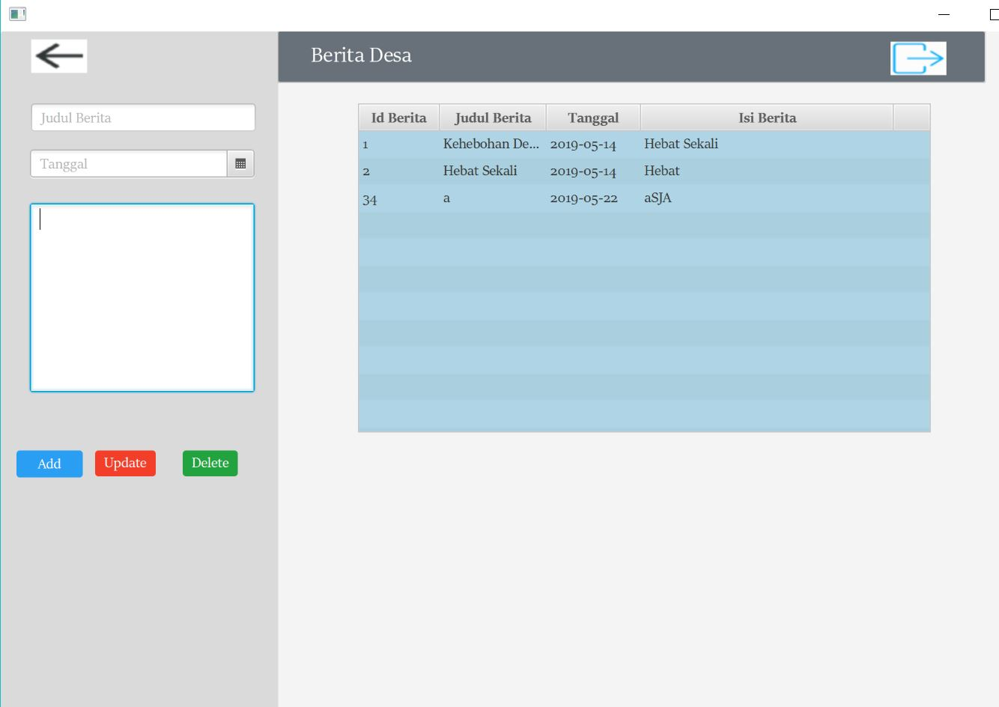 Berita Desa
Judul Berita
Tanggal
Add Update Delete
Id Berita Judul Berita Tanggal Isi Berita
1 Kehebohan De... 2019-05-14 Hebat Sekali
2 Hebat Sekali 2019-05-14 Hebat
34 a 2019-05-22 aSJA